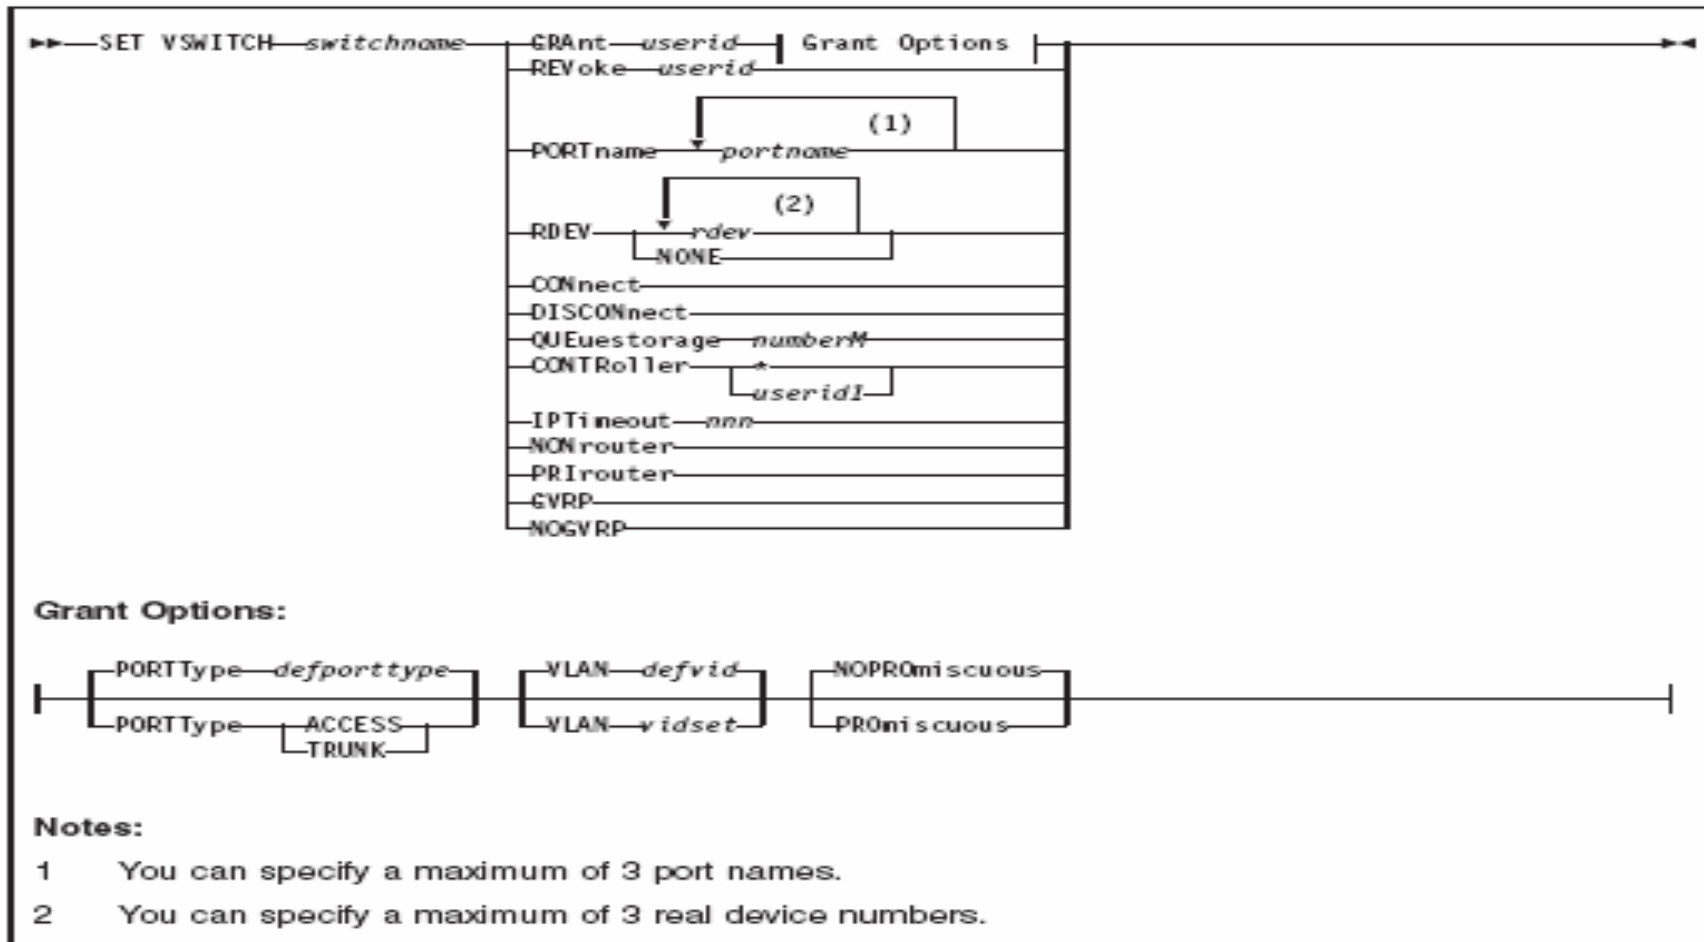 SET VSWITCH switchname GRAnt userid Grant Options
REVoke userid
(1)
PORTname portname
(2)
RDEV rdev
NONE
CONnect
DISCONnect
QUEuestorage numberM
CONTRoller *
userid1
IPTimeout nnn
NONrouter
PRIrouter
GVRP
NOGVRP
Grant Options:
PORTType defporttype VLAN defvid NOPROmiscuous
PORTType ACCESS VLAN vidset PROmiscuous
TRUNK
Notes:
1 You can specify a maximum of 3 port names.
2 You can specify a maximum of 3 real device numbers.